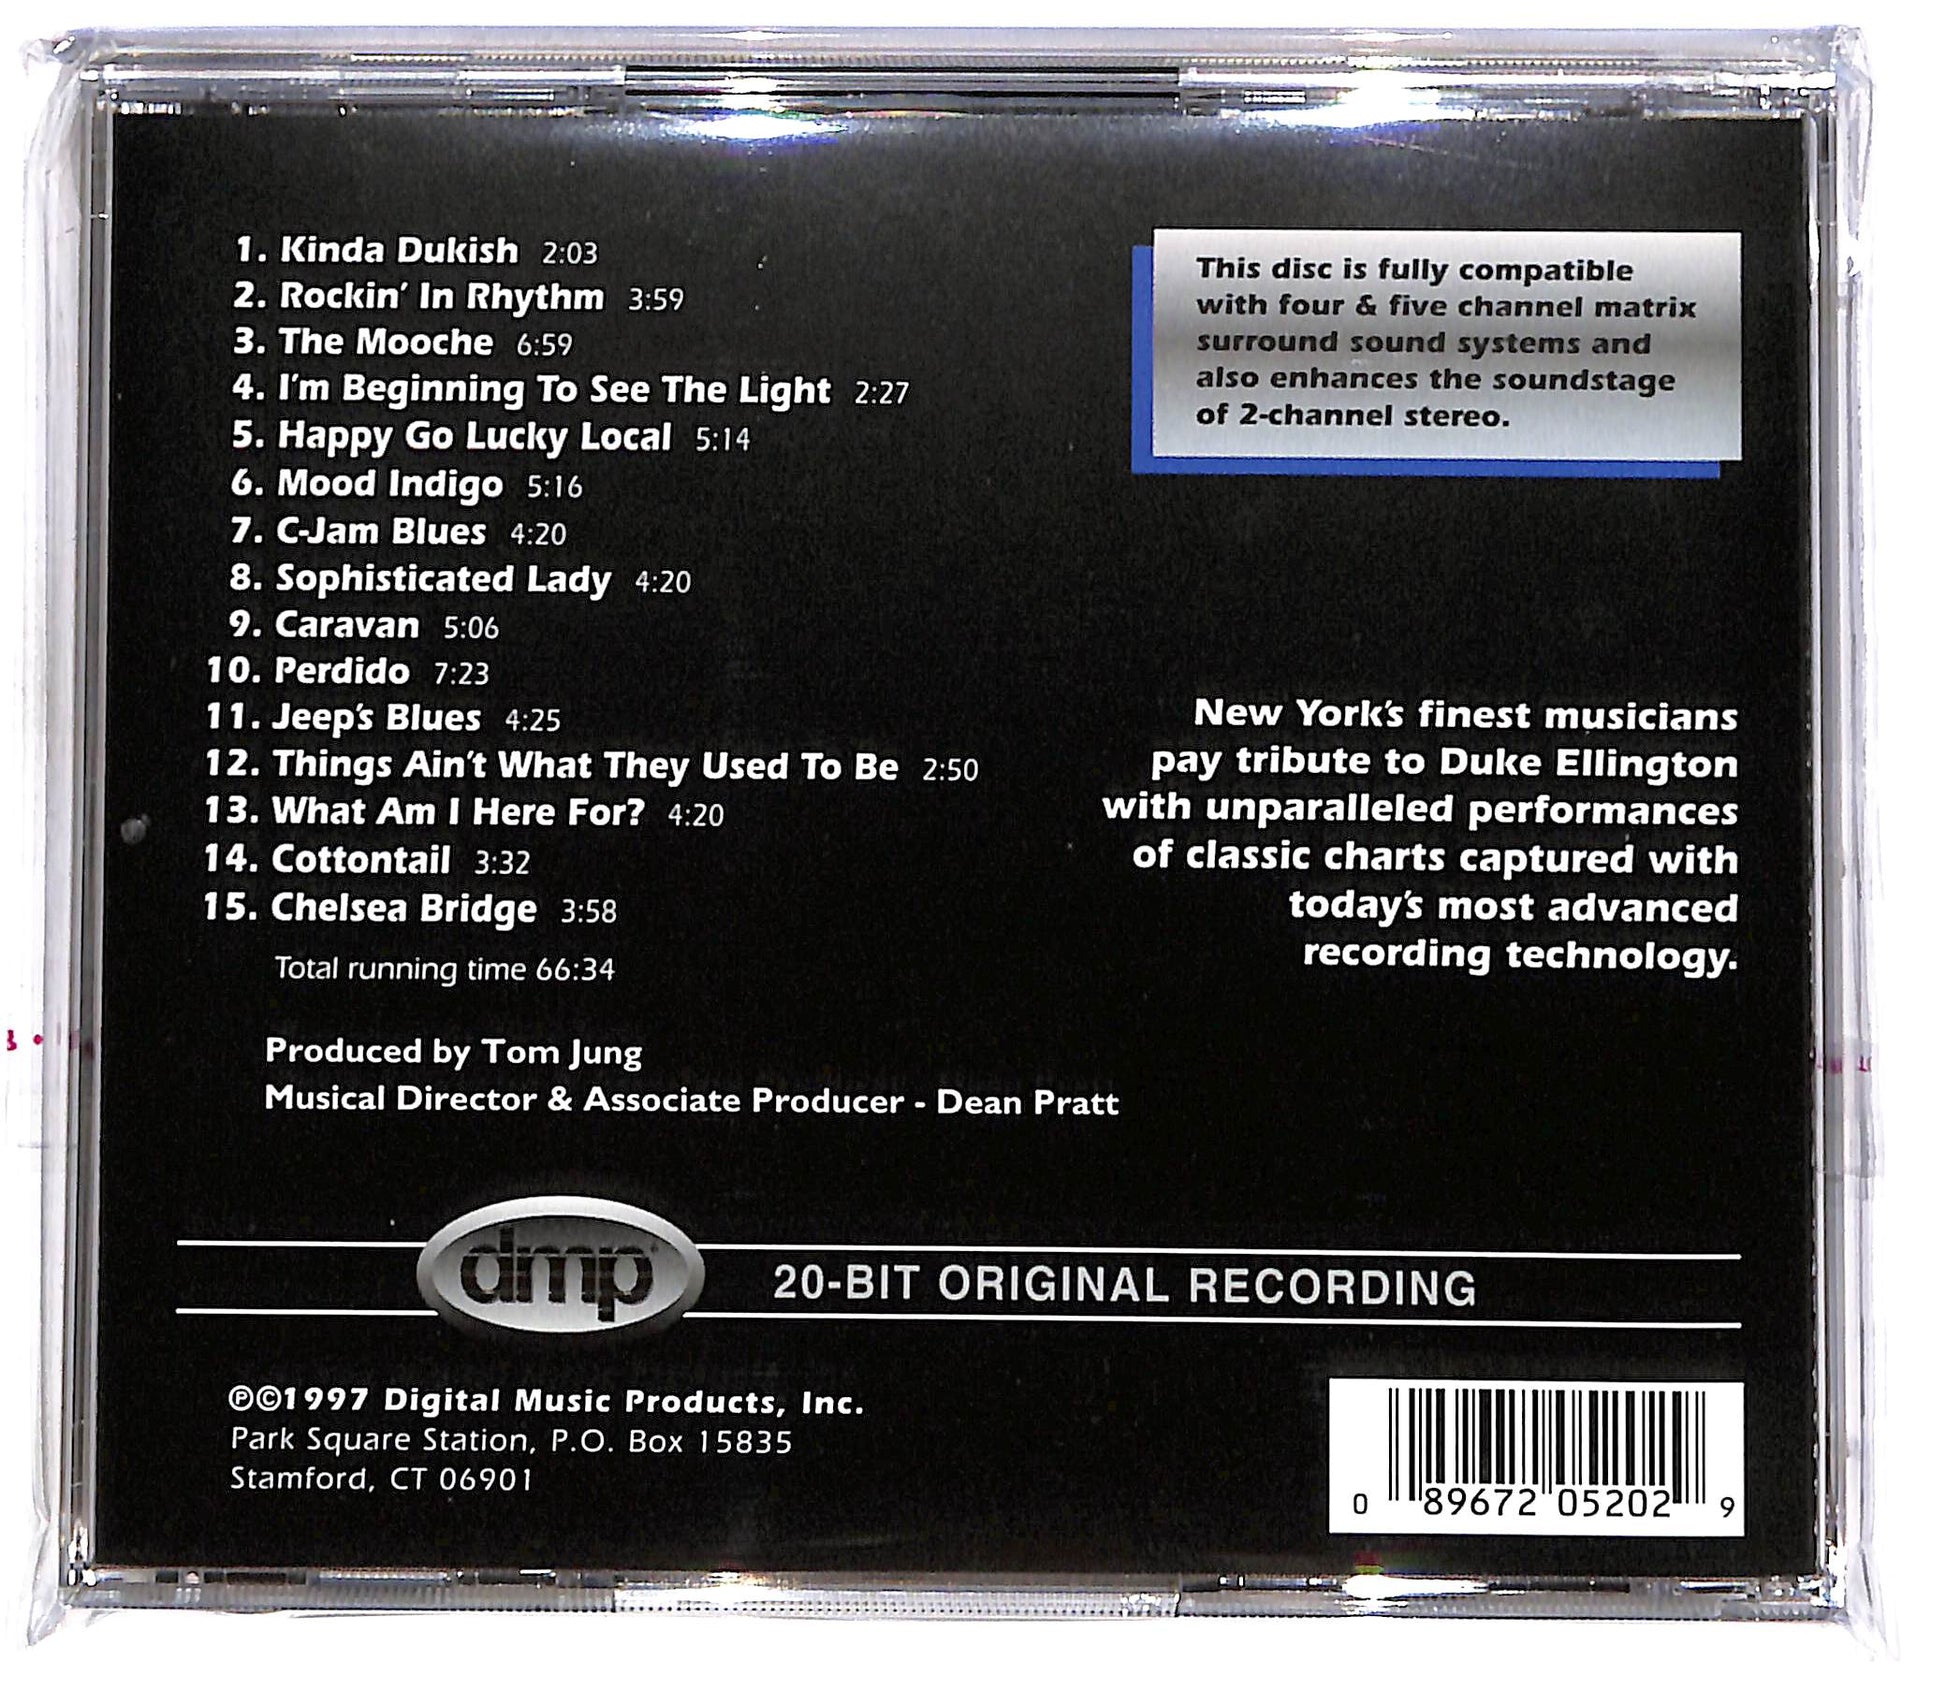 1. Kinda Dukish 2:03
2. Rockin' In Rhythm 3:59
3. The Mooche 6:59
4. I'm Beginning To See The Light 2:27
5. Happy Go Lucky Local 5:14
6. Mood Indigo 5:16
7. C-Jam Blues 4:20
8. Sophisticated Lady 4:20
9. Caravan 5:06
10. Perdido 7:23
11. Jeep's Blues 4:25
12. Things Ain't What They Used To Be 2:50
13. What Am I Here For? 4:20
14. Cottontail 3:32
15. Chelsea Bridge 3:58
Total running time 66:34
Produced by Tom Jung
Musical Director & Associate Producer - Dean Pratt
This disc is fully compatible
with four & five channel matrix
surround sound systems and
also enhances the soundstage
of 2-channel stereo.
New York's finest musicians
pay tribute to Duke Ellington
with unparalleled performances
of classic charts captured with
today's most advanced
recording technology.
dmp
20-BIT ORIGINAL RECORDING
℗©1997 Digital Music Products, Inc.
Park Square Station, P.O. Box 15835
Stamford, CT 06901
0 89672 05202 9